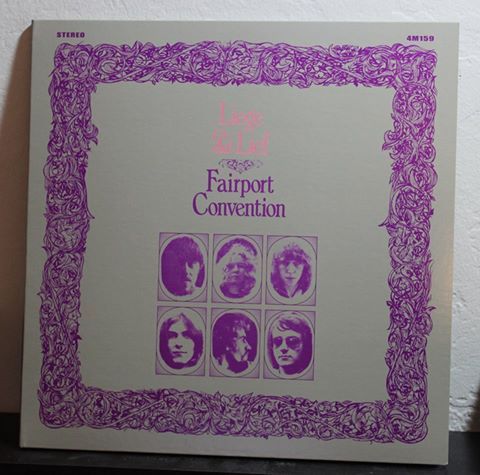 STEREO
4M159
Liege
& Lief
Fairport
Convention